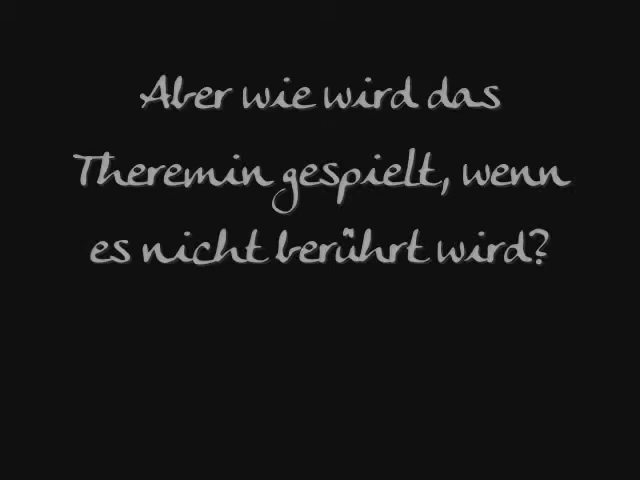 Aber wie wird das
Theremin gespielt, wenn
es nicht berührt wird?